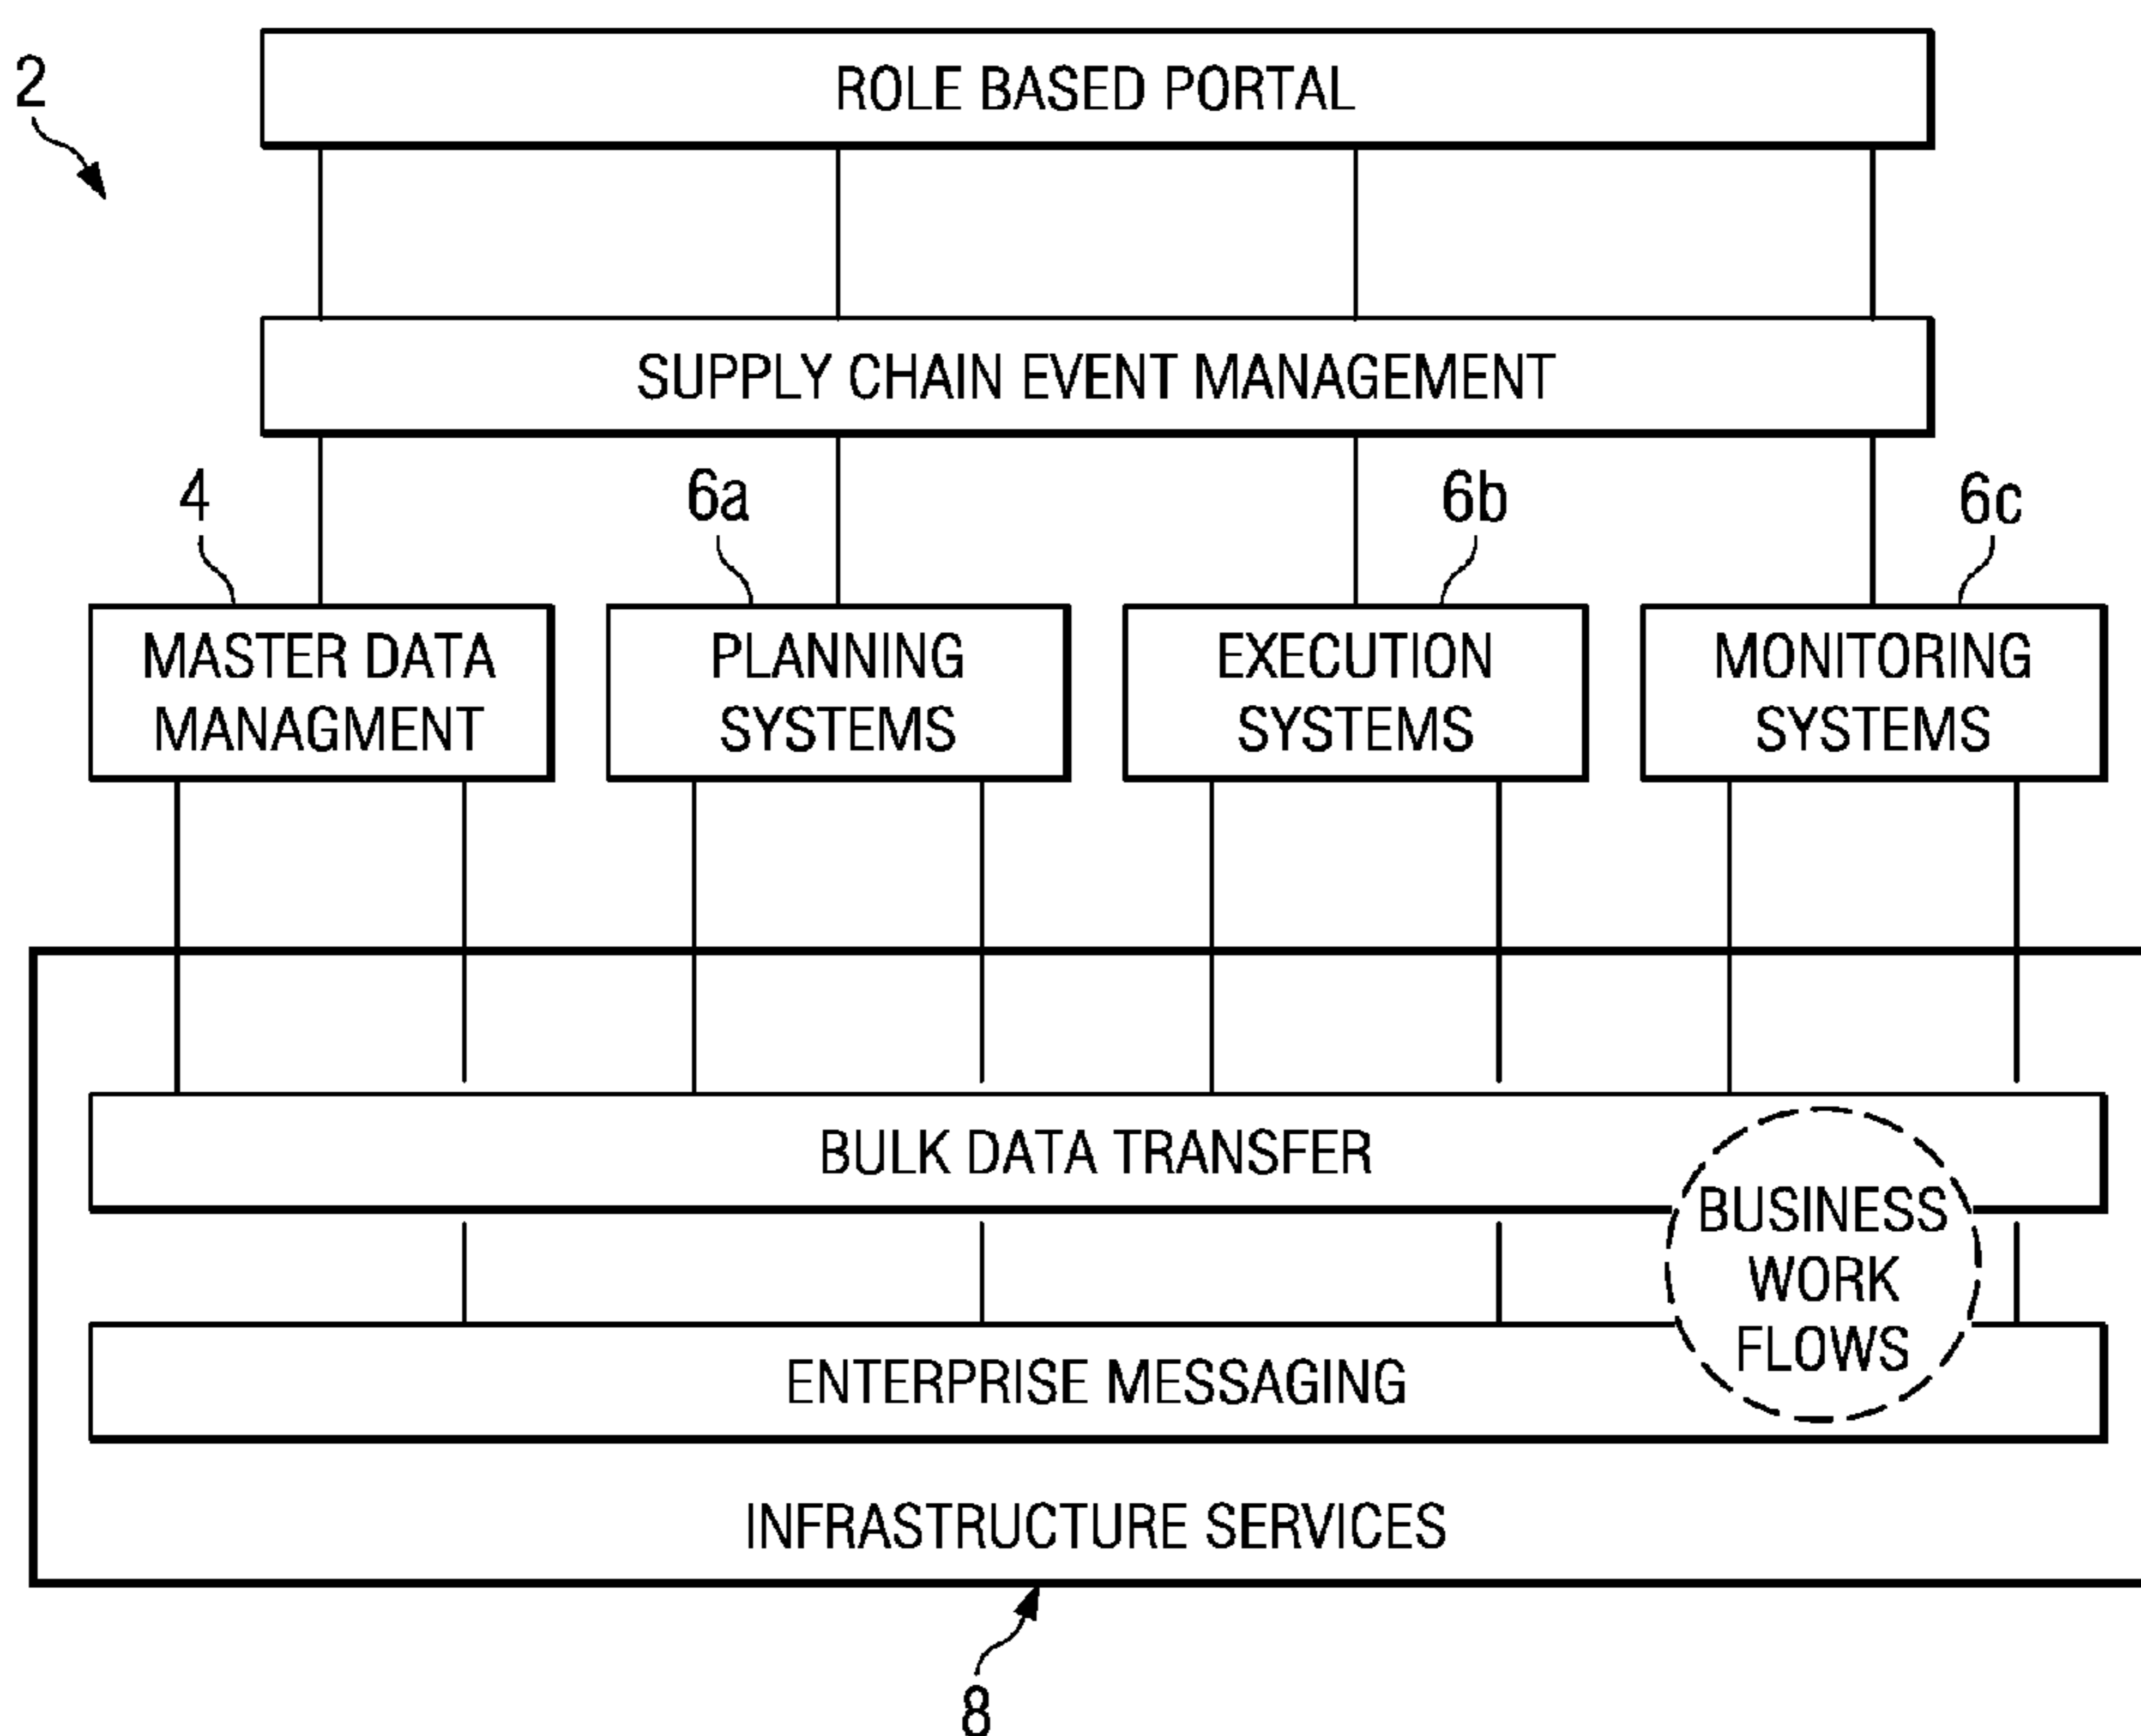 2
ROLE BASED PORTAL
SUPPLY CHAIN EVENT MANAGEMENT
4
6a
6b
6c
MASTER DATA
MANAGMENT
PLANNING
SYSTEMS
EXECUTION
SYSTEMS
MONITORING
SYSTEMS
BULK DATA TRANSFER
BUSINESS
WORK
FLOWS
ENTERPRISE MESSAGING
INFRASTRUCTURE SERVICES
8